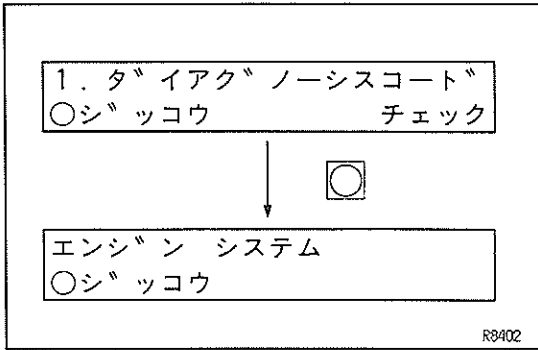 1．ダイアグノーシスコード
○ジッコウ　チェック
○
エンジン　システム
○ジッコウ
R8402